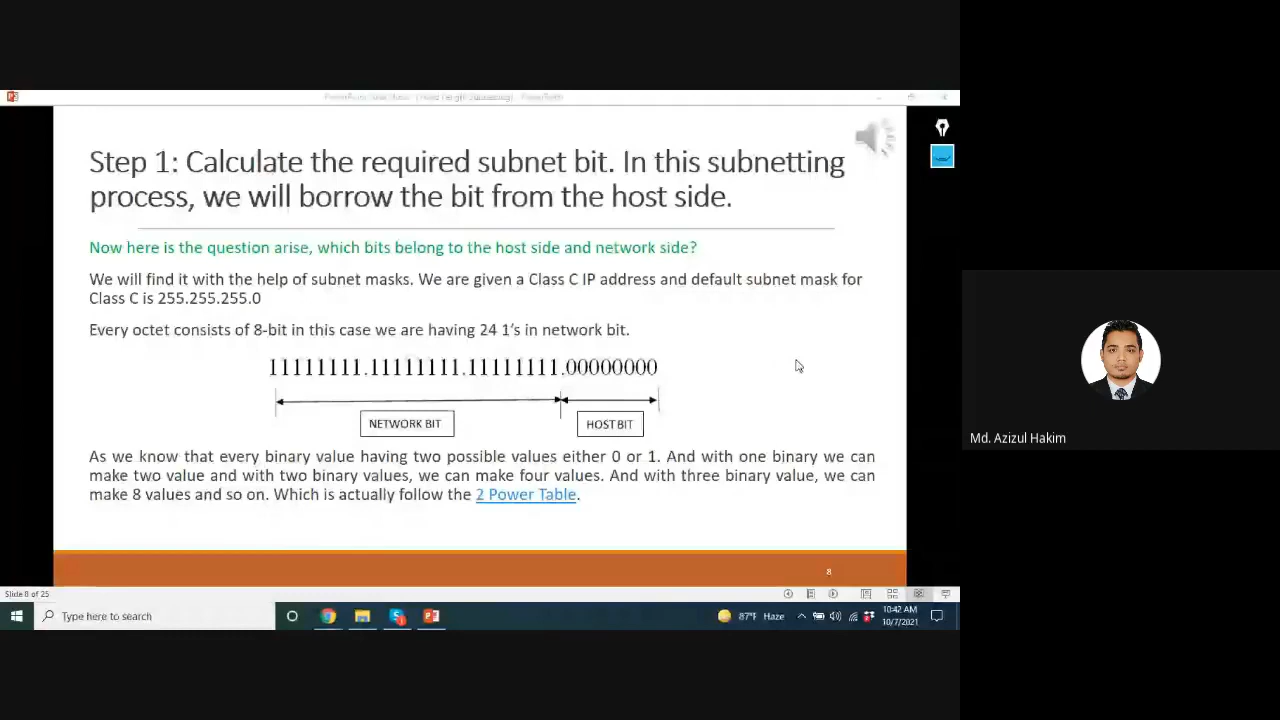 Step 1: Calculate the required subnet bit. In this subnetting
process, we will borrow the bit from the host side.
Now here is the question arise, which bits belong to the host side and network side?
We will find it with the help of subnet masks. We are given a Class C IP address and default subnet mask for
Class C is 255.255.255.0
Every octet consists of 8-bit in this case we are having 24 1's in network bit.
11111111.11111111.11111111.00000000
NETWORK BIT
HOST BIT
As we know that every binary value having two possible values either 0 or 1. And with one binary we can
make two value and with two binary values, we can make four values. And with three binary value, we can
make 8 values and so on. Which is actually follow the 2 Power Table.
8
Md. Azizul Hakim
Slide 8 of 25
Type here to search
87°F Haze
10:42 AM
10/7/2021